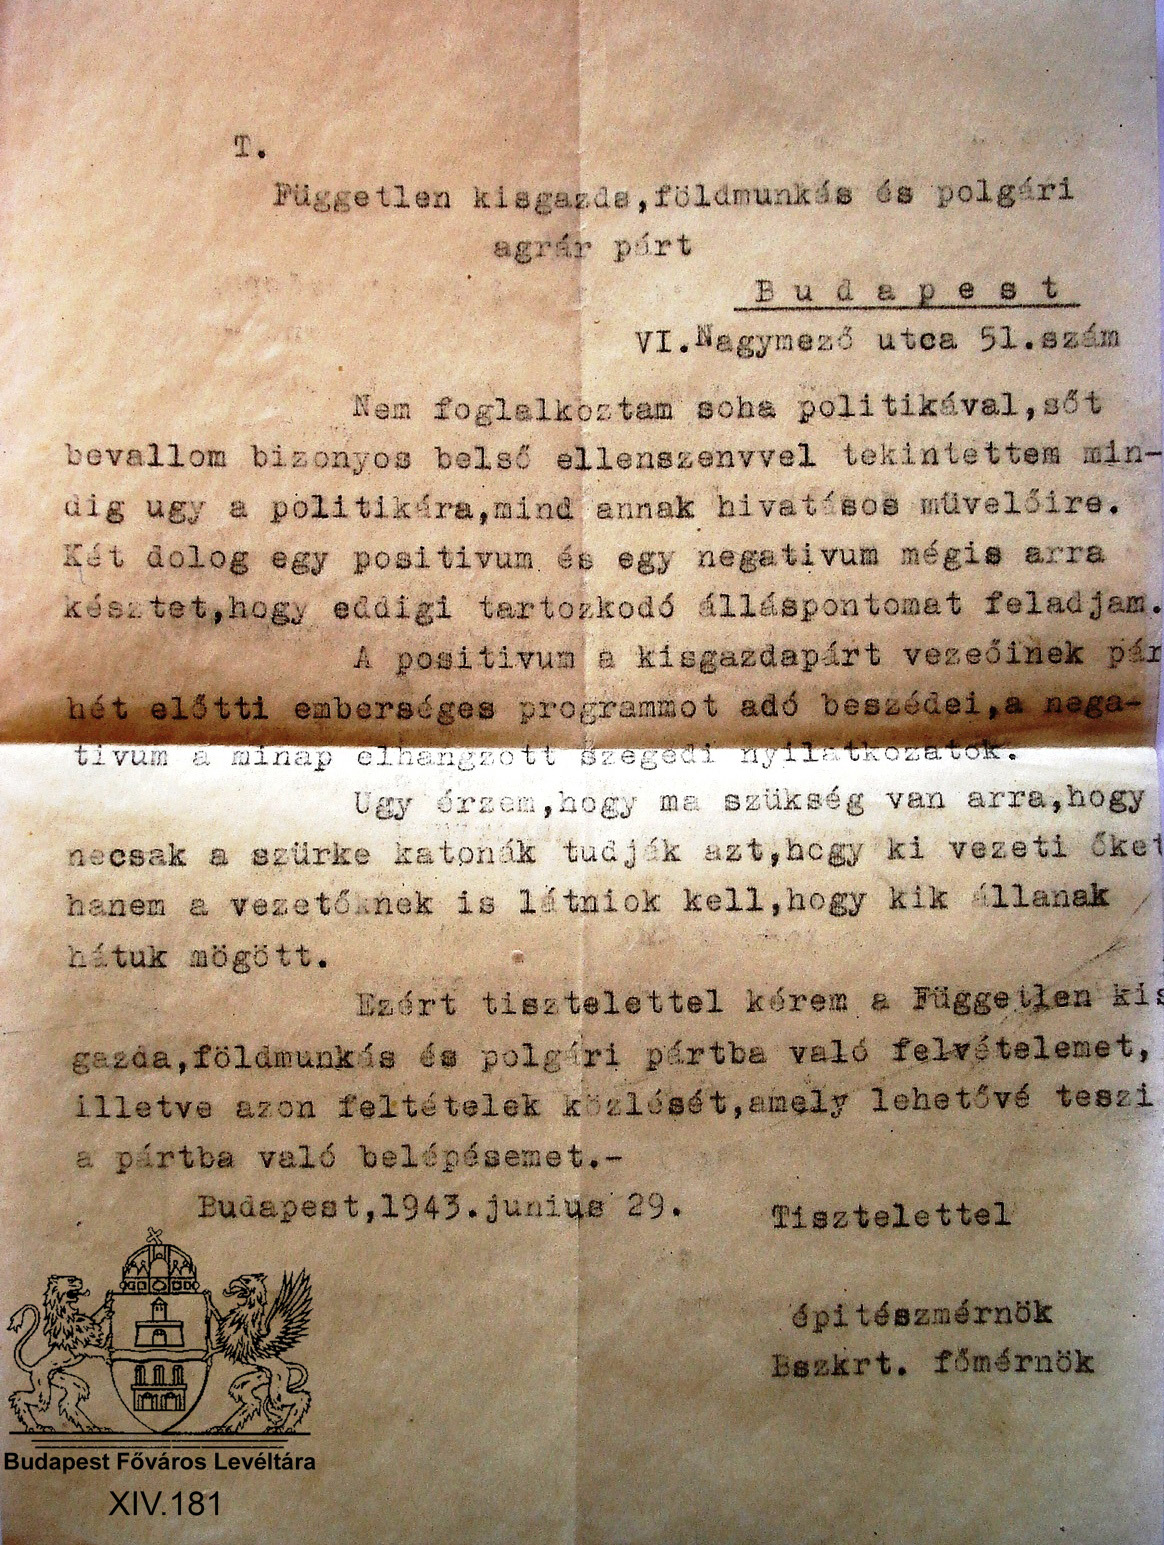 T.
Független kisgazda,földmunkás és polgári
agrár párt
Budapest
VI.Nagymező utca 51.szám
Nem foglalkoztam soha politikával,sőt
bevallom bizonyos belső ellenszenvvel tekintettem min-
dig ugy a politikára,mind annak hivatásos müvelőire.
Két dolog egy positivum és egy negativum mégis arra
késztet,hogy eddigi tartozkodó álláspontomat feladjam.
A positivum a kisgazdapárt vezeőinek pár
hét előtti emberséges programmot adó beszédei,a nega-
tivum a minap elhangzott szegedi nyilatkozatok.
Ugy érzem,hogy ma szükség van arra,hogy
necsak a szürke katonák tudják azt,hogy ki vezeti őket
hanem a vezetőknek is látniok kell,hogy kik állanak
hátuk mögött.
Ezért tisztelettel kérem a Független kis
gazda,földmunkás és polgári pártba való felvételemet,
illetve azon feltételek közlését,amely lehetővé teszi
a pártba való belépésemet.-
Budapest,1943.junius 29.
Tisztelettel
épitészmérnök
Bszkrt. főmérnök
Budapest Főváros Levéltára
XIV.181